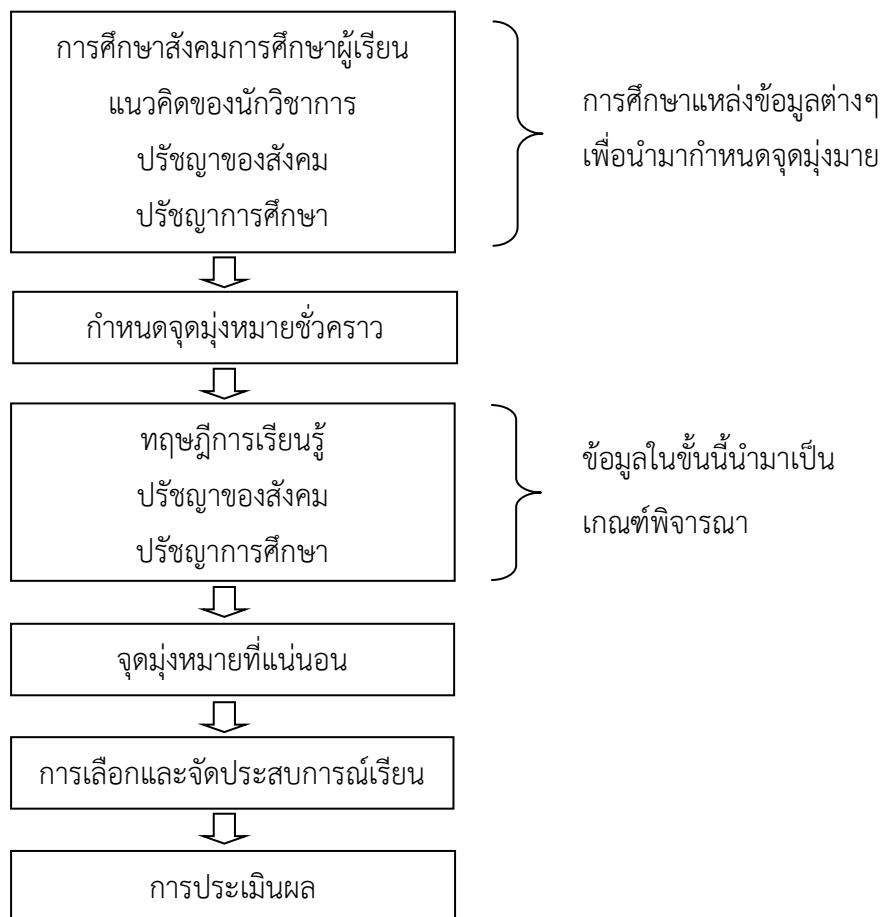 การศึกษาสังคมการศึกษาผู้เรียน
แนวคิดของนักวิชาการ
ปรัชญาของสังคม
ปรัชญาการศึกษา
การศึกษาแหล่งข้อมูลต่างๆ
เพื่อนำมากำหนดจุดมุ่งมาย
กำหนดจุดมุ่งหมายชั่วคราว
ทฤษฎีการเรียนรู้
ปรัชญาของสังคม
ปรัชญาการศึกษา
ข้อมูลในขั้นนี้นำมาเป็น
เกณฑ์พิจารณา
จุดมุ่งหมายที่แน่นอน
การเลือกและจัดประสบการณ์เรียน
การประเมินผล